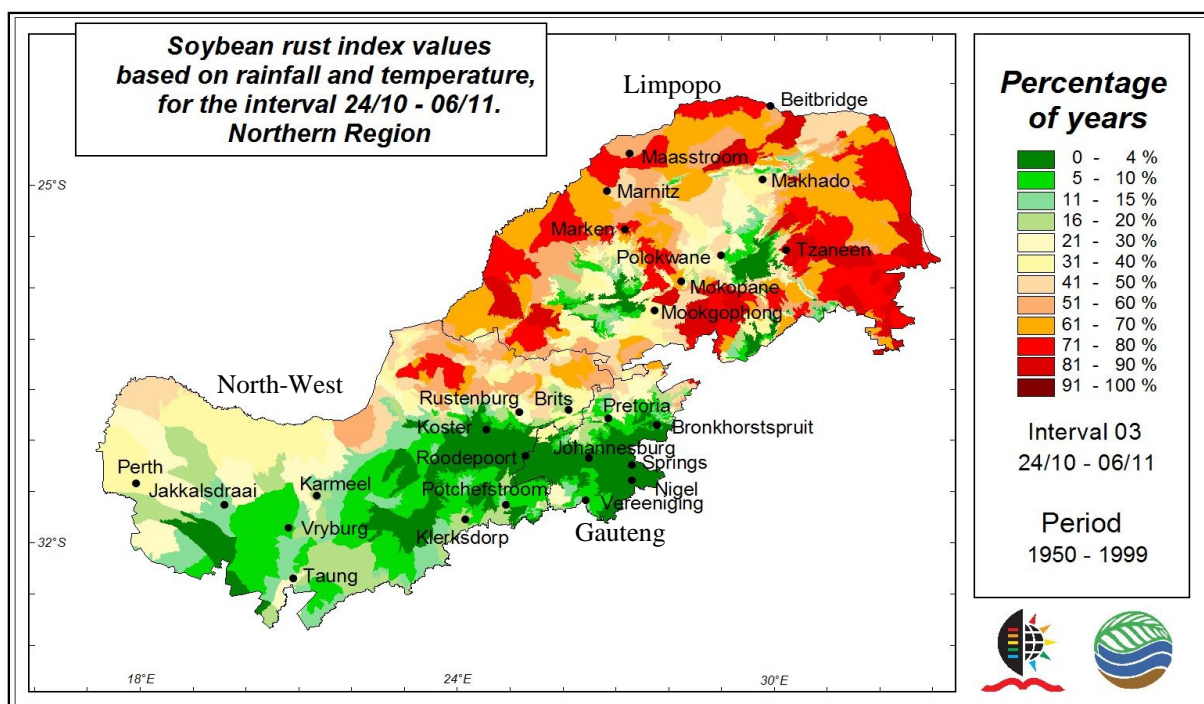 Soybean rust index values
based on rainfall and temperature,
for the interval 24/10 - 06/11.
Northern Region
Limpopo
Beitbridge
Maasstroom
Makhado
25°S
Marnitz
Marken
Tzaneen
Polokwane
Mokopane
Mookgophong
North-West
Rustenburg
Brits
Pretoria
Koster
Bronkhorstspruit
Johannesburg
Roodepoort
Springs
Perth
Karmeel
Jakkalsdraai
Potchefstroom
Nigel
Vereeniging
Vryburg
Klerksdorp
Gauteng
32°S
Taung
18°E
24°E
30°E
Percentage
of years
0 - 4 %
5 - 10 %
11 - 15 %
16 - 20 %
21 - 30 %
31 - 40 %
41 - 50 %
51 - 60 %
61 - 70 %
71 - 80 %
81 - 90 %
91 - 100 %
Interval 03
24/10 - 06/11
Period
1950 - 1999